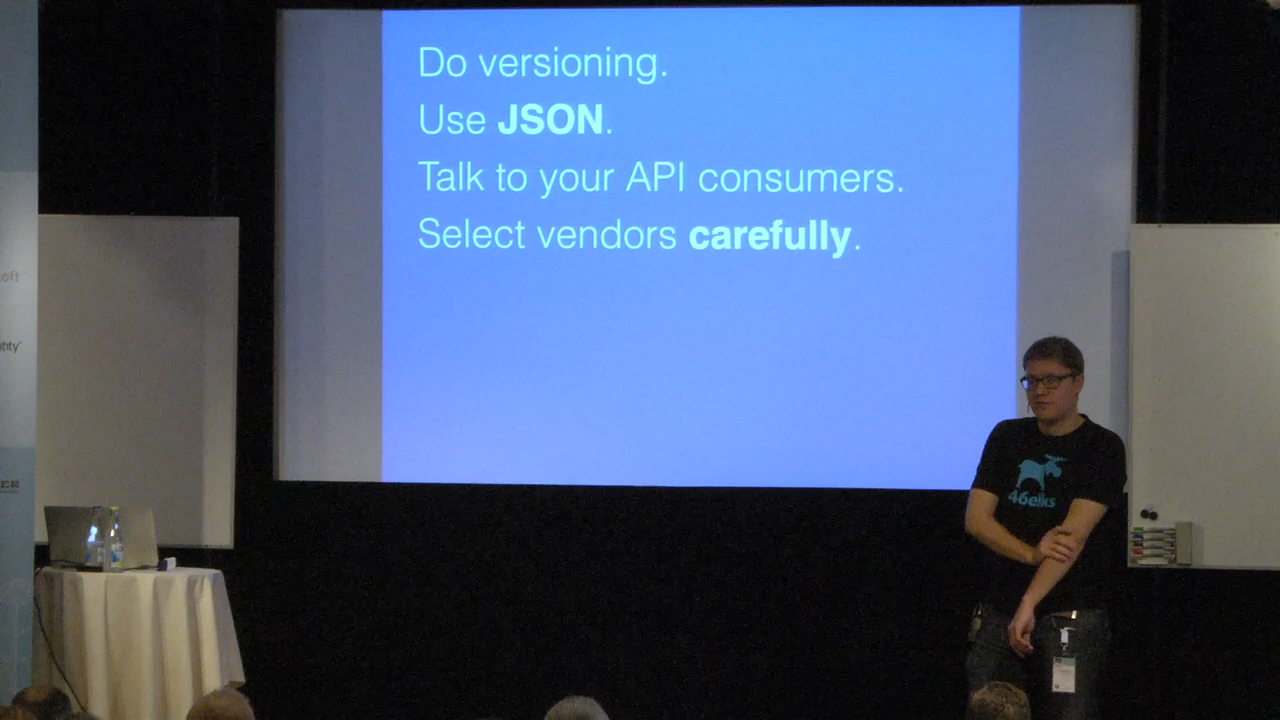 Do versioning.
Use JSON.
Talk to your API consumers.
Select vendors carefully.
46elks